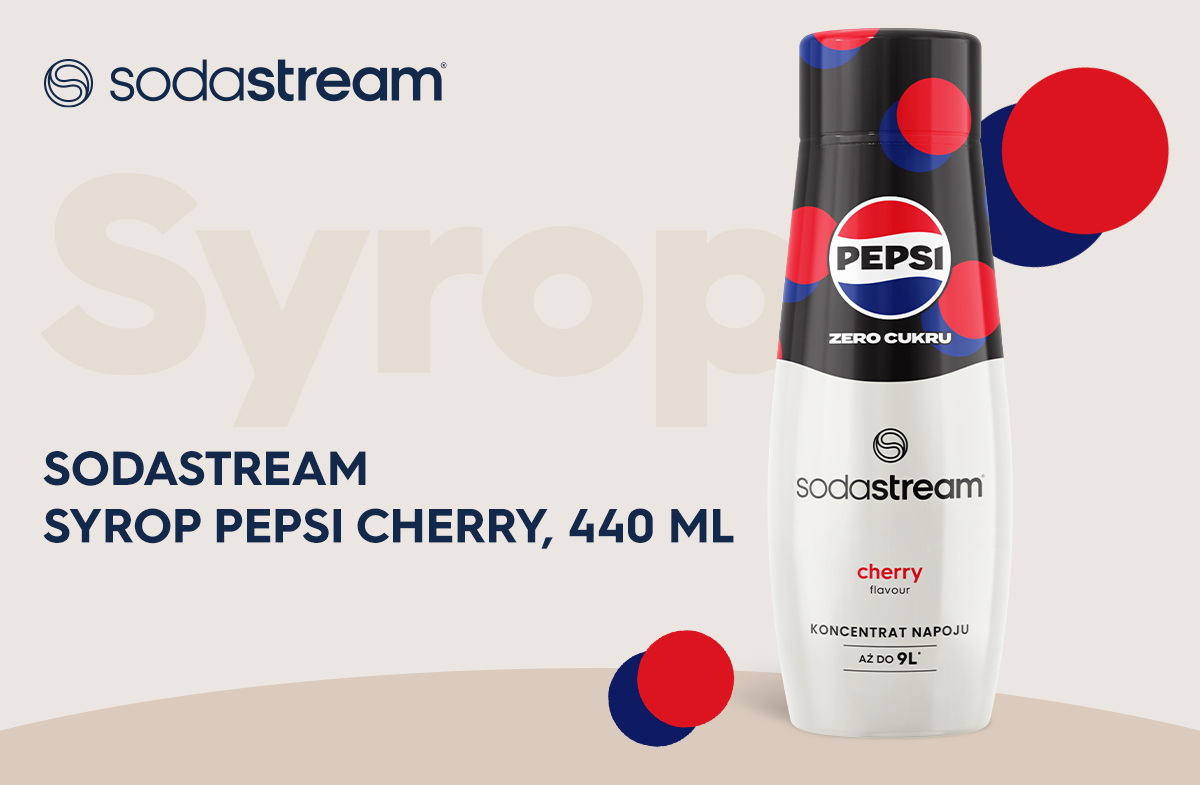 sodastream®
Syrop
SODASTREAM
SYROP PEPSI CHERRY, 440 ML
PEPSI
ZERO CUKRU
sodastream®
cherry
flavour
KONCENTRAT NAPOJU
AŻ DO 9L*